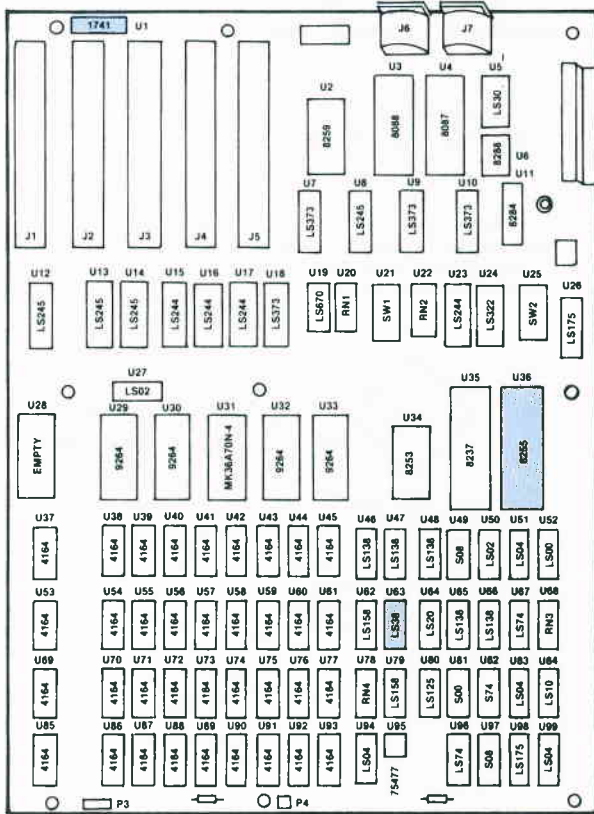 1741 U1
J6 J7
U3 U4 U5
U2
LS30
8259 8088 8087
8288
U6
U7 U8 U9 U10 U11
LS373 LS245 LS373 LS373 8284
J1 J2 J3 J4 J5
U12 U13 U14 U15 U16 U17 U18 U19 U20 U21 U22 U23 U24 U25 U26
LS245 LS245 LS245 LS244 LS244 LS244 LS373 LS670 RN1 SW1 RN2 LS244 LS322 SW2 LS175
U27
LS02
U28 U29 U30 U31 U32 U33 U34 U35 U36
EMPTY 9264 9264 MK36A70N-4 9264 9264 8253 8237 8255
U37 U38 U39 U40 U41 U42 U43 U44 U45 U46 U47 U48 U49 U50 U51 U52
4164 4164 4164 4164 4164 4164 4164 4164 4164 LS138 LS138 LS138 S08 LS02 LS04 LS00
U53 U54 U55 U56 U57 U58 U59 U60 U61 U62 U63 U64 U65 U66 U67 U68
4164 4164 4164 4164 4164 4164 4164 4164 4164 LS158 LS38 LS20 LS138 LS138 LS74 RN3
U69 U70 U71 U72 U73 U74 U75 U76 U77 U78 U79 U80 U81 U82 U83 U84
4164 4164 4164 4164 4164 4164 4164 4164 4164 RN4 LS158 LS125 S00 S74 LS04 LS10
U85 U86 U87 U88 U89 U90 U91 U92 U93 U94 U95 U96 U97 U98 U99
4164 4164 4164 4164 4164 4164 4164 4164 4164 LS04 75477 LS74 S08 LS175 LS04
P3 P4